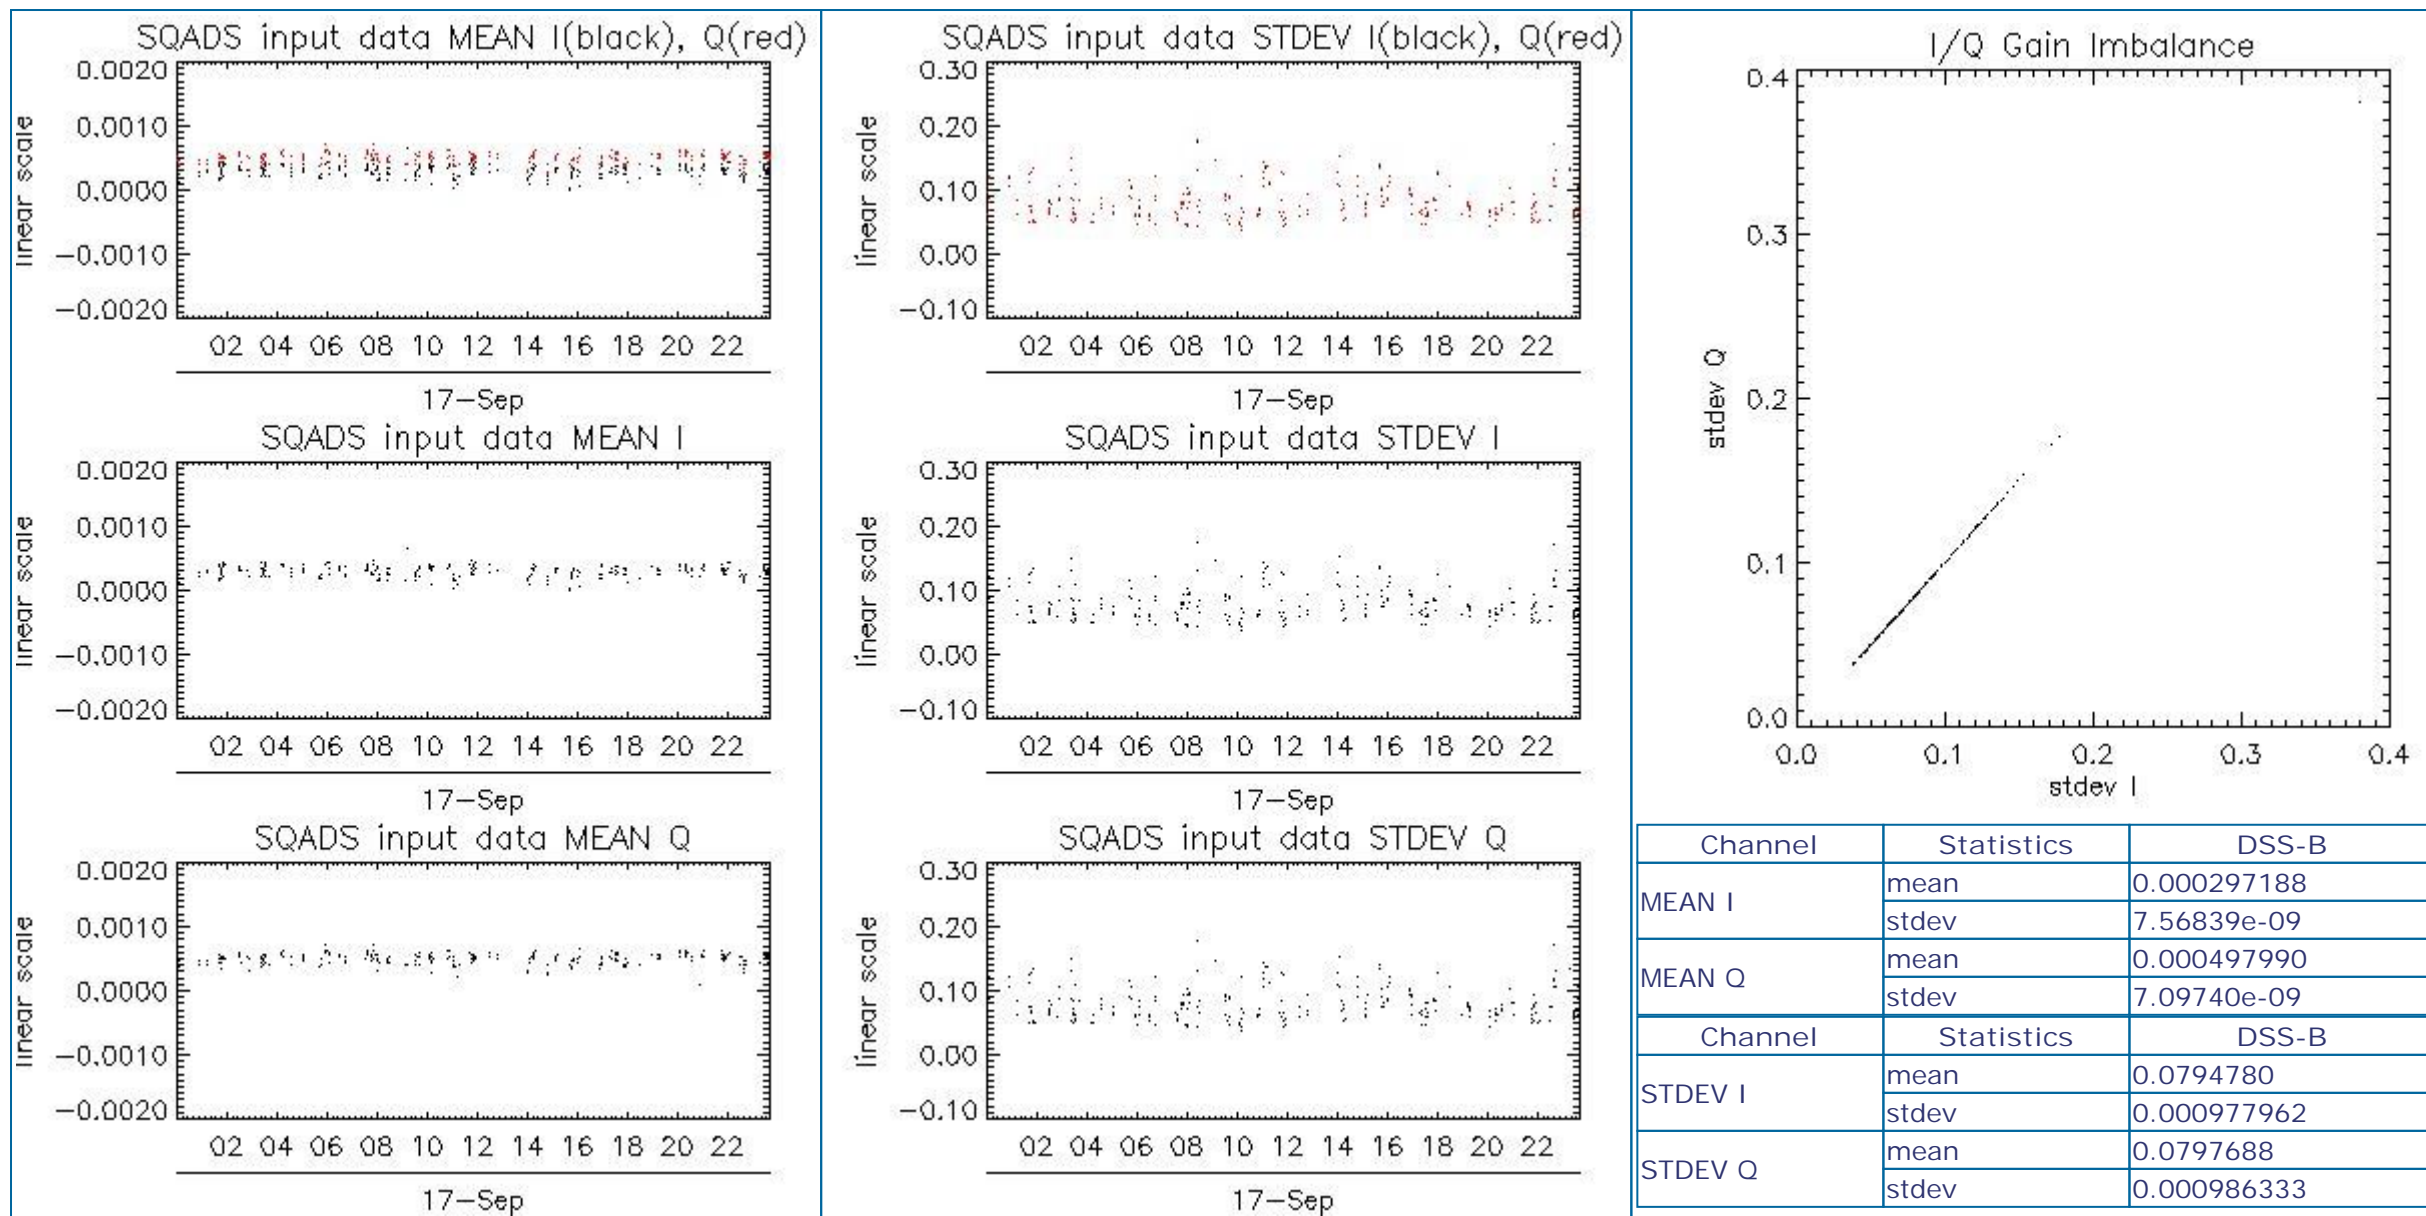 SQADS input data MEAN I(black), Q(red)
0.0020
0.0010
0.0000
−0.0010
−0.0020
linear scale
02 04 06 08 10 12 14 16 18 20 22
17−Sep
SQADS input data MEAN I
0.0020
0.0010
0.0000
−0.0010
−0.0020
linear scale
02 04 06 08 10 12 14 16 18 20 22
17−Sep
SQADS input data MEAN Q
0.0020
0.0010
0.0000
−0.0010
−0.0020
linear scale
02 04 06 08 10 12 14 16 18 20 22
17−Sep
SQADS input data STDEV I(black), Q(red)
0.30
0.20
0.10
0.00
−0.10
linear scale
02 04 06 08 10 12 14 16 18 20 22
17−Sep
SQADS input data STDEV I
0.30
0.20
0.10
0.00
−0.10
linear scale
02 04 06 08 10 12 14 16 18 20 22
17−Sep
SQADS input data STDEV Q
0.30
0.20
0.10
0.00
−0.10
linear scale
02 04 06 08 10 12 14 16 18 20 22
17−Sep
I/Q Gain Imbalance
0.4
0.3
0.2
0.1
0.0
stdev Q
0.0 0.1 0.2 0.3 0.4
stdev I
Channel Statistics DSS-B
MEAN I mean 0.000297188
stdev 7.56839e-09
MEAN Q mean 0.000497990
stdev 7.09740e-09
Channel Statistics DSS-B
STDEV I mean 0.0794780
stdev 0.000977962
STDEV Q mean 0.0797688
stdev 0.000986333